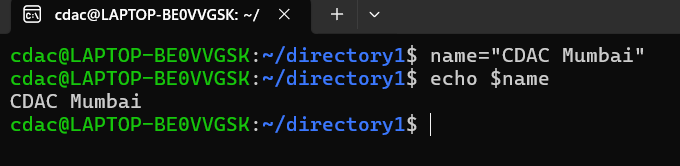 cdac@LAPTOP-BE0VVGSK: ~/
cdac@LAPTOP-BE0VVGSK:~/directory1$ name="CDAC Mumbai"
cdac@LAPTOP-BE0VVGSK:~/directory1$ echo $name
CDAC Mumbai
cdac@LAPTOP-BE0VVGSK:~/directory1$